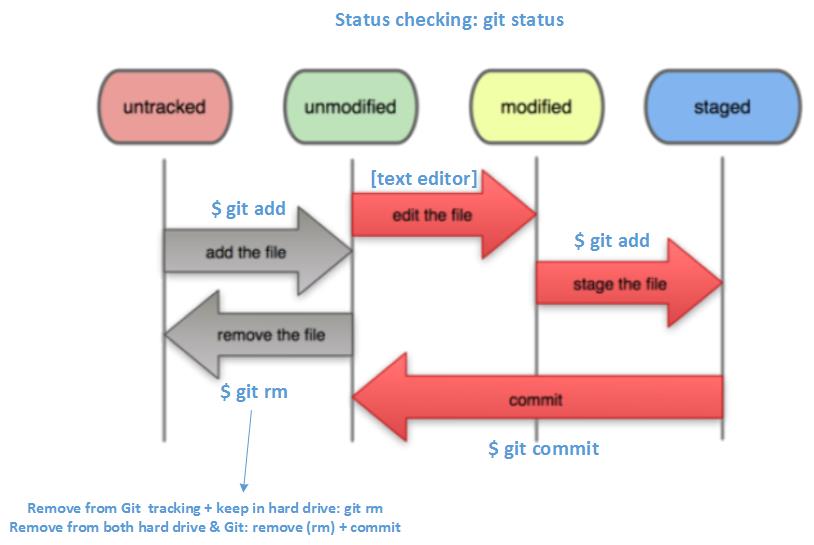 Status checking: git status
untracked
unmodified
modified
staged
[text editor]
$ git add
edit the file
$ git add
add the file
stage the file
remove the file
$ git rm
commit
$ git commit
Remove from Git tracking + keep in hard drive: git rm
Remove from both hard drive & Git: remove (rm) + commit